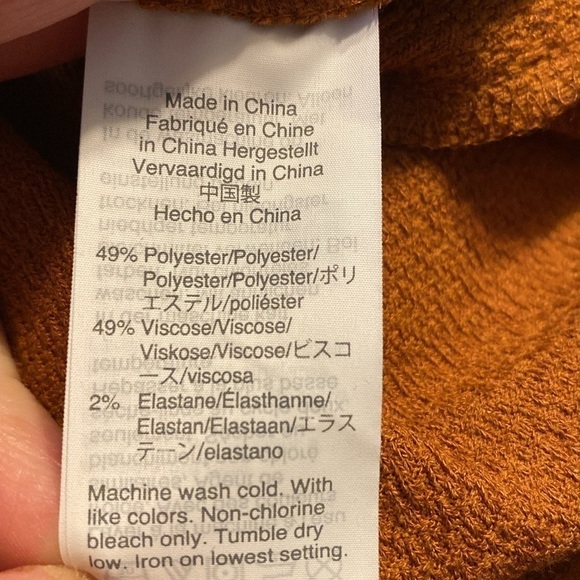 Made in China
Fabriqué en Chine
in China Hergestellt
Vervaardigd in China
中国製
Hecho en China
49% Polyester/Polyester/
Polyester/Polyester/ポリ
エステル/poliéster
49% Viscose/Viscose/
Viskose/Viscose/ビスコ
ース/viscosa
2% Elastane/Élasthanne/
Elastan/Elastaan/エラス
テーン/elastano
Machine wash cold. With
like colors. Non-chlorine
bleach only. Tumble dry
low. Iron on lowest setting.